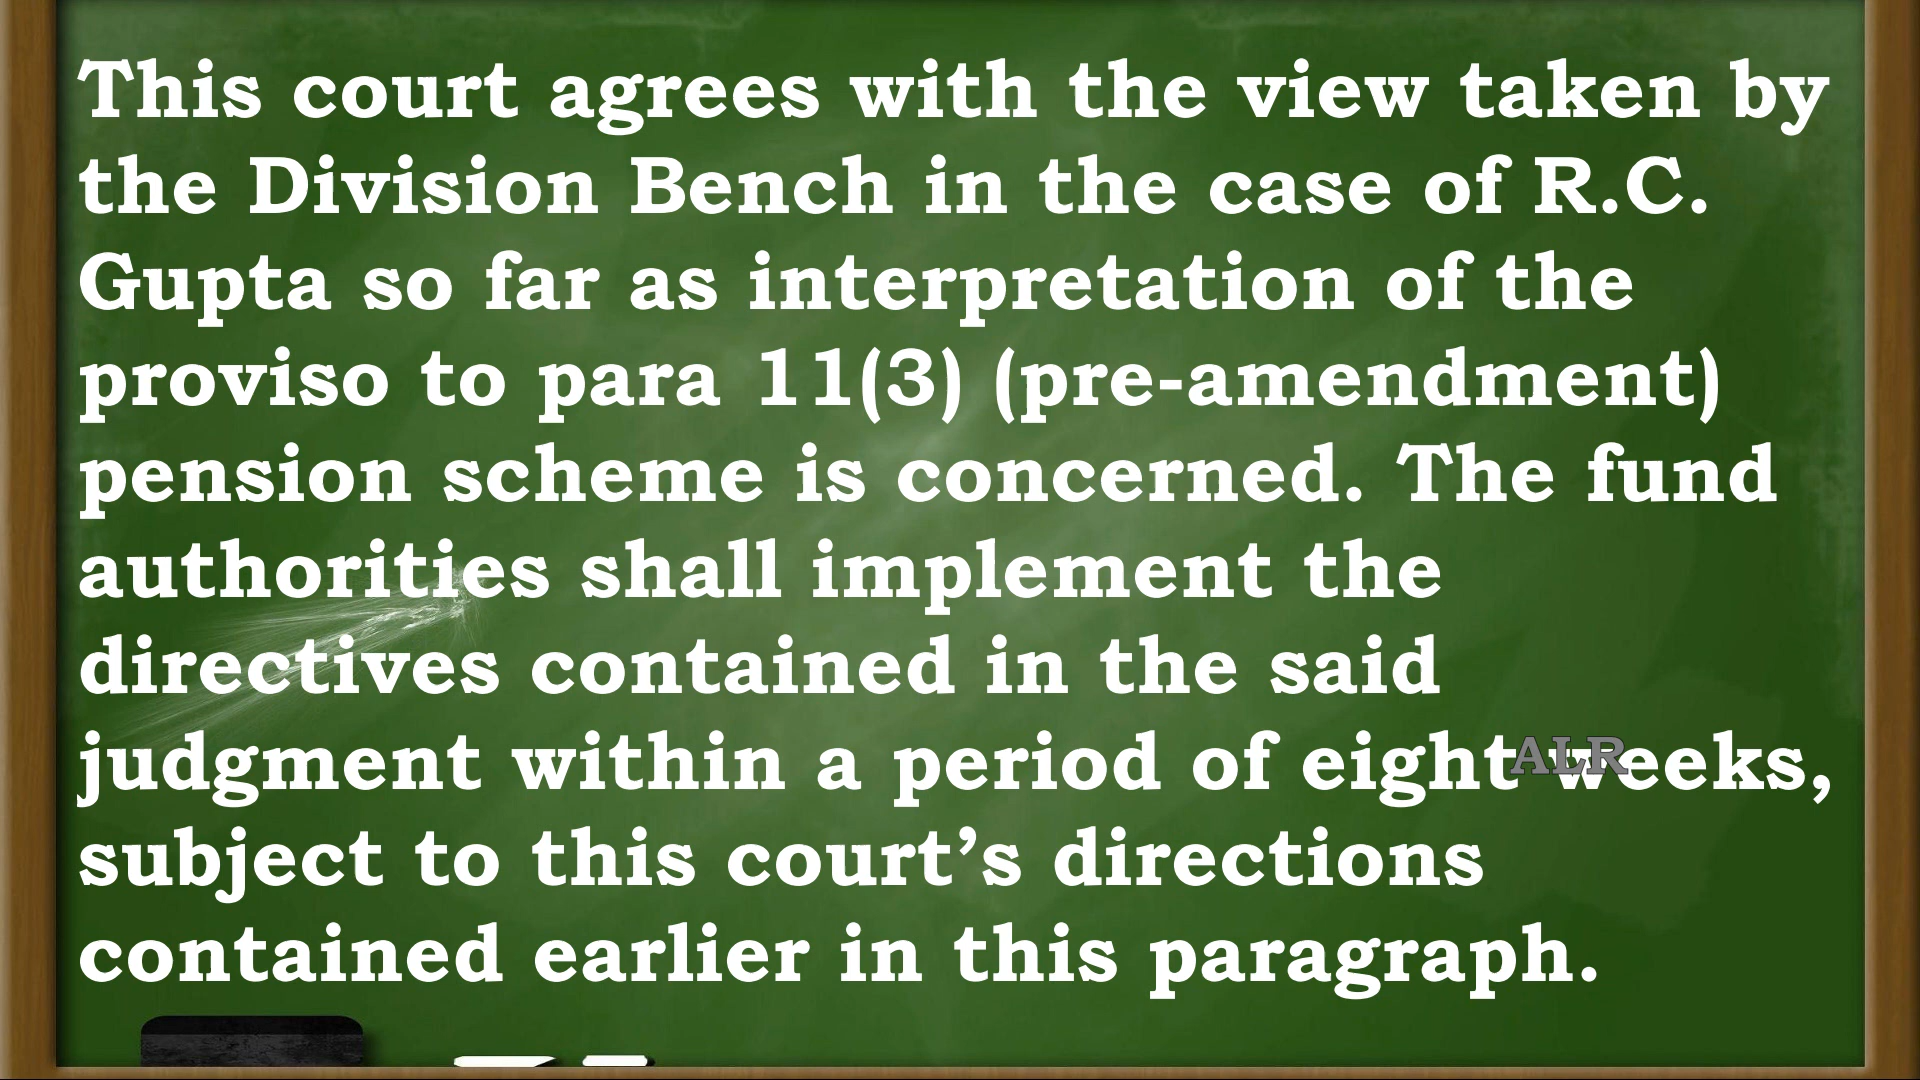 This court agrees with the view taken by
the Division Bench in the case of R.C.
Gupta so far as interpretation of the
proviso to para 11(3) (pre-amendment)
pension scheme is concerned. The fund
authorities shall implement the
directives contained in the said
judgment within a period of eight weeks,
subject to this court’s directions
contained earlier in this paragraph.
ALR